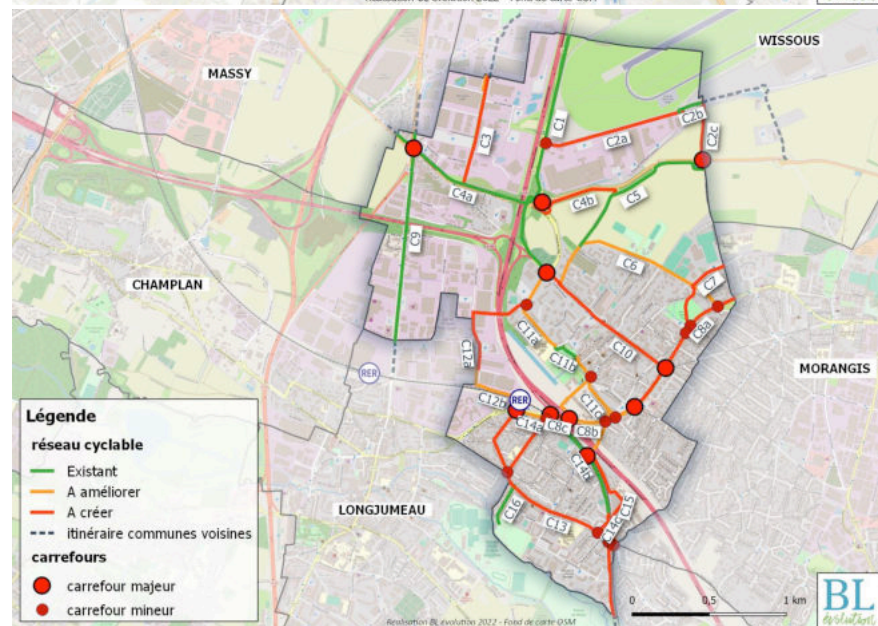 WISSOUS
MASSY
C1
C2b
C2a
C2c
C3
C4a
C4b
C5
C9
C6
C7
CHAMPLAN
C8a
C11a
C10
C11b
C12a
RER
MORANGIS
C12b
RER
C11c
C14a
C8c
C8b
C14b
LONGJUMEAU
C16
C15
C13
C14c
Légende
réseau cyclable
Existant
A améliorer
A créer
itinéraire communes voisines
carrefours
carrefour majeur
carrefour mineur
0 0,5 1 km
BL
évolution
Réalisation BL évolution 2022 - Fond de carte OSM